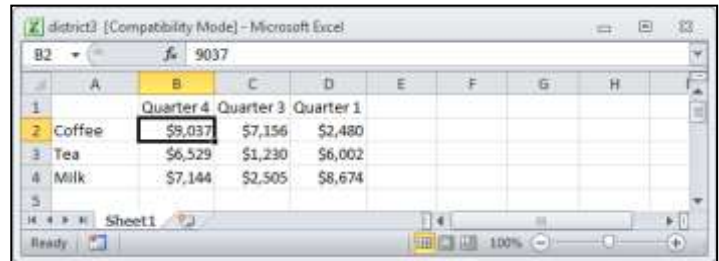 district3 [Compatibility Mode] - Microsoft Excel
B2 fx 9037
A B C D E F G H
1 Quarter 4 Quarter 3 Quarter 1
2 Coffee $9,037 $7,156 $2,480
3 Tea $6,529 $1,230 $6,002
4 Milk $7,144 $2,505 $8,674
5
Sheet1
Ready 100%